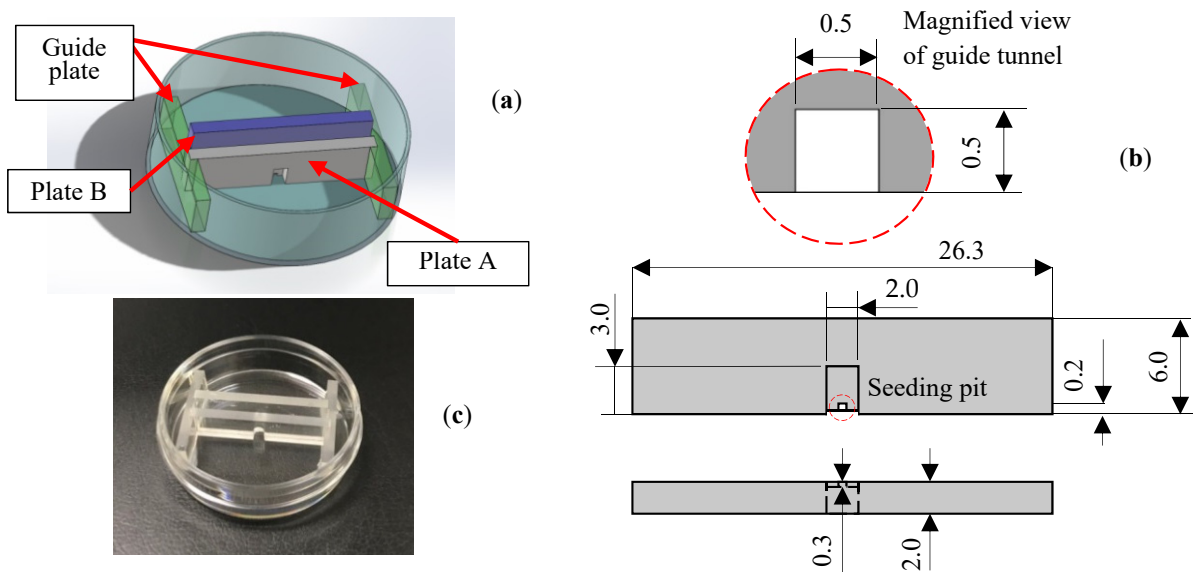 Guide
plate
(a)
Plate B
Plate A
(c)
0.5
Magnified view
of guide tunnel
0.5
(b)
26.3
2.0
3.0
Seeding pit
0.2
6.0
0.3
2.0